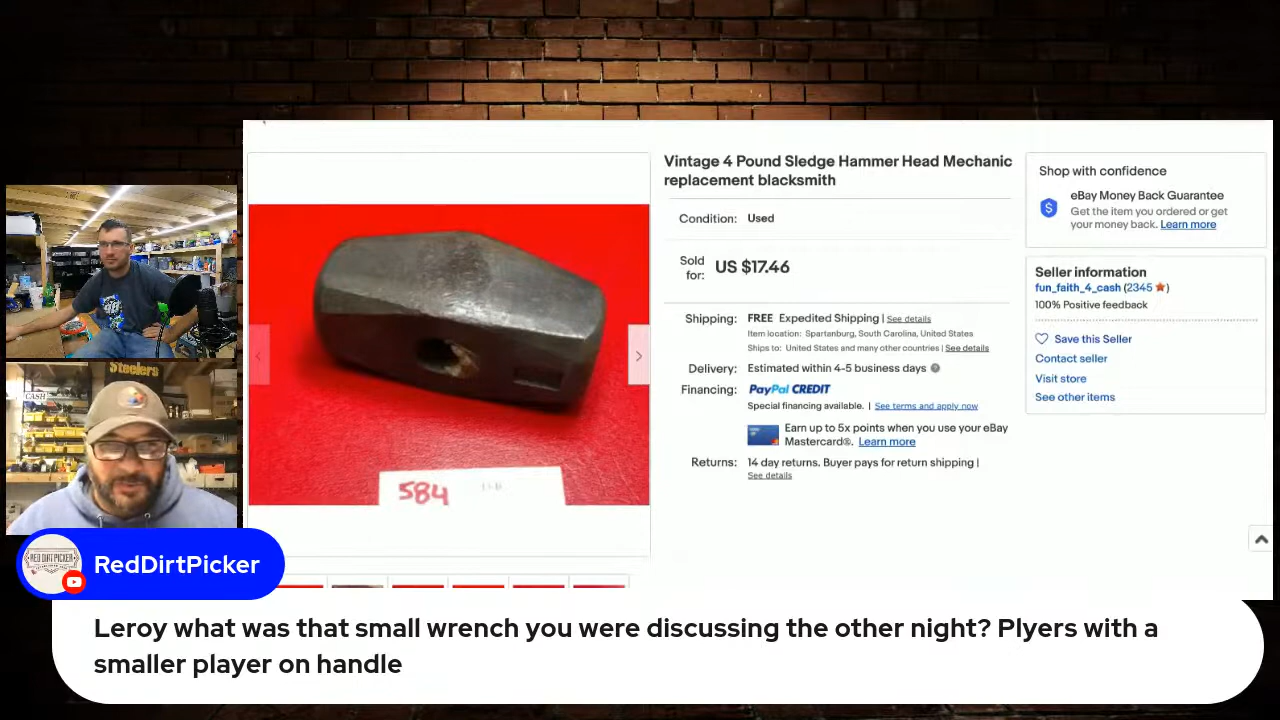 Vintage 4 Pound Sledge Hammer Head Mechanic
replacement blacksmith
Condition: Used
Sold for: US $17.46
Shipping: FREE Expedited Shipping | See details
Item location: Spartanburg, South Carolina, United States
Ships to: United States and many other countries | See details
Delivery: Estimated within 4-5 business days
Financing: PayPal CREDIT
Special financing available. | See terms and apply now
Earn up to 5x points when you use your eBay
Mastercard®. Learn more
Returns: 14 day returns. Buyer pays for return shipping |
See details
Shop with confidence
eBay Money Back Guarantee
Get the item you ordered or get
your money back. Learn more
Seller information
fun_faith_4_cash (2345)
100% Positive feedback
Save this Seller
Contact seller
Visit store
See other items
584
Steelers
CASH
RED DIRT PICKER
RedDirtPicker
Leroy what was that small wrench you were discussing the other night? Plyers with a
smaller player on handle